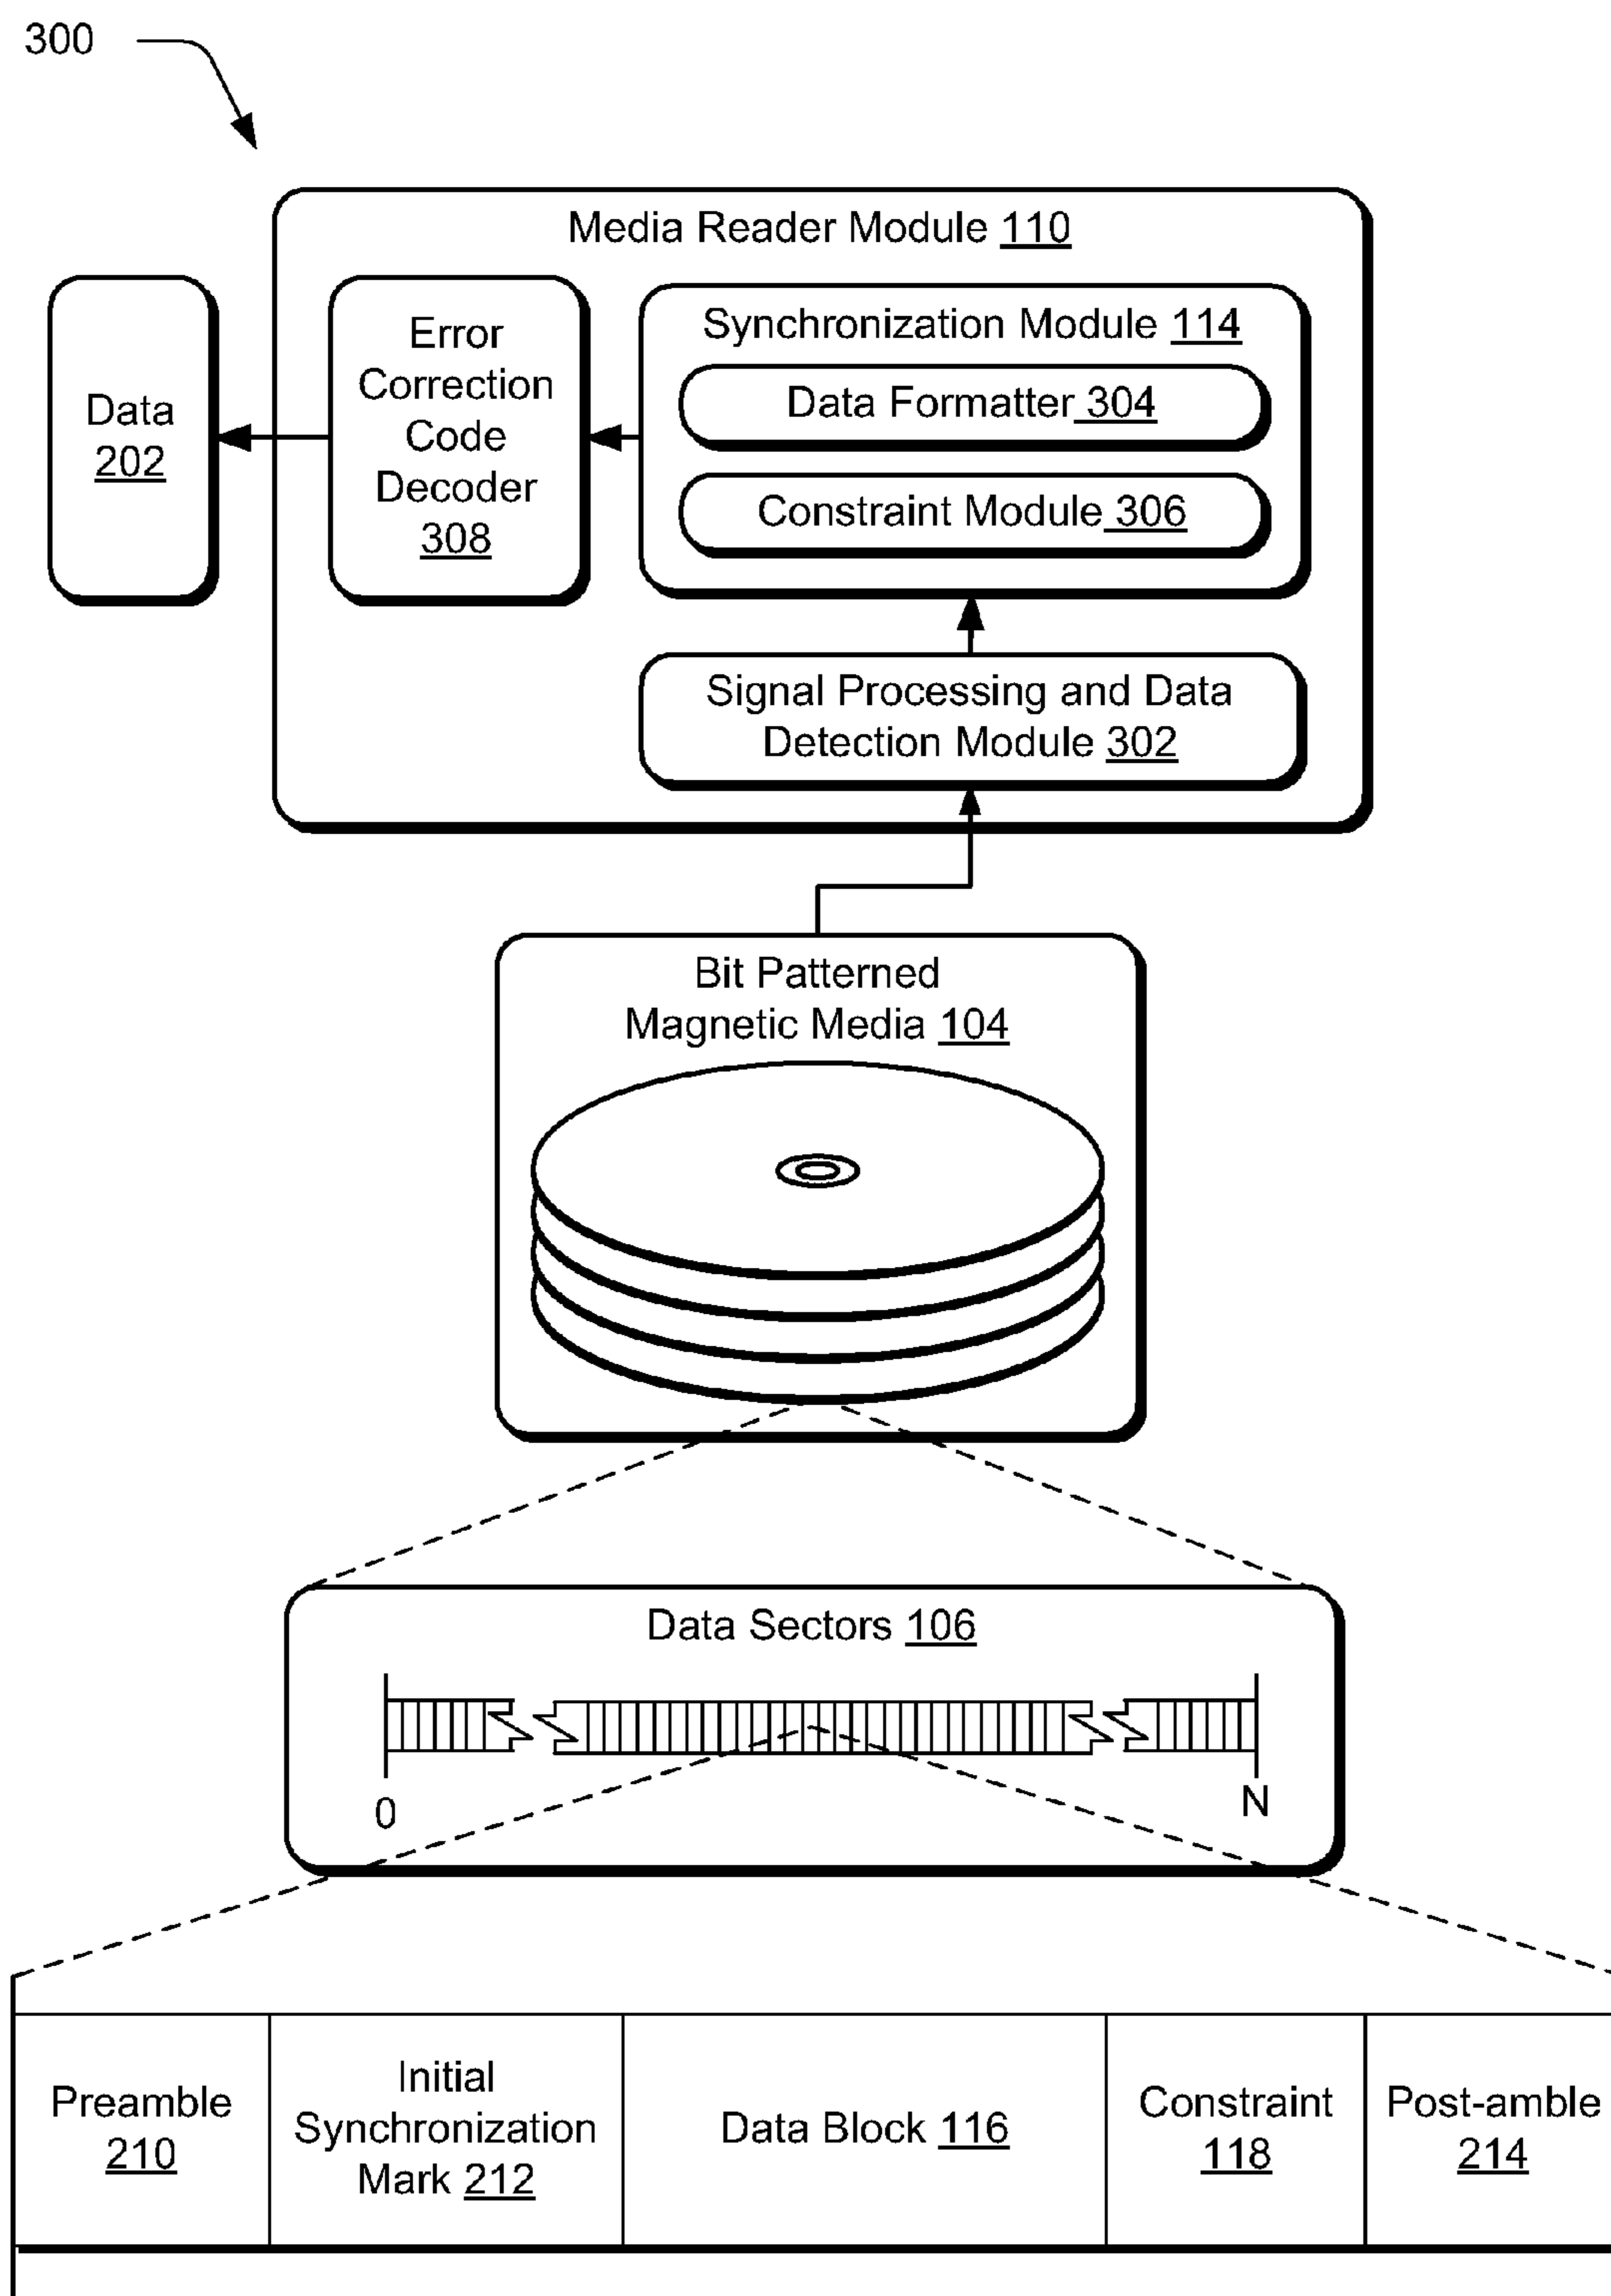 300
Media Reader Module 110
Data
202
Error
Correction
Code
Decoder
308
Synchronization Module 114
Data Formatter 304
Constraint Module 306
Signal Processing and Data
Detection Module 302
Bit Patterned
Magnetic Media 104
Data Sectors 106
0
N
Preamble
210
Initial
Synchronization
Mark 212
Data Block 116
Constraint
118
Post-amble
214